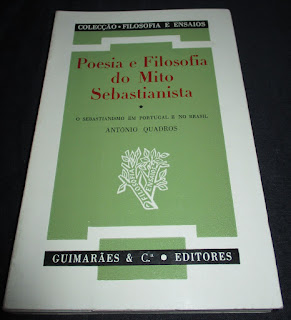 COLECÇÃO • FILOSOFIA E ENSAIOS
Poesia e Filosofia
do Mito
Sebastianista
•
O SEBASTIANISMO EM PORTUGAL E NO BRASIL
ANTÓNIO QUADROS
GUIMARÃES & C.ª • EDITORES